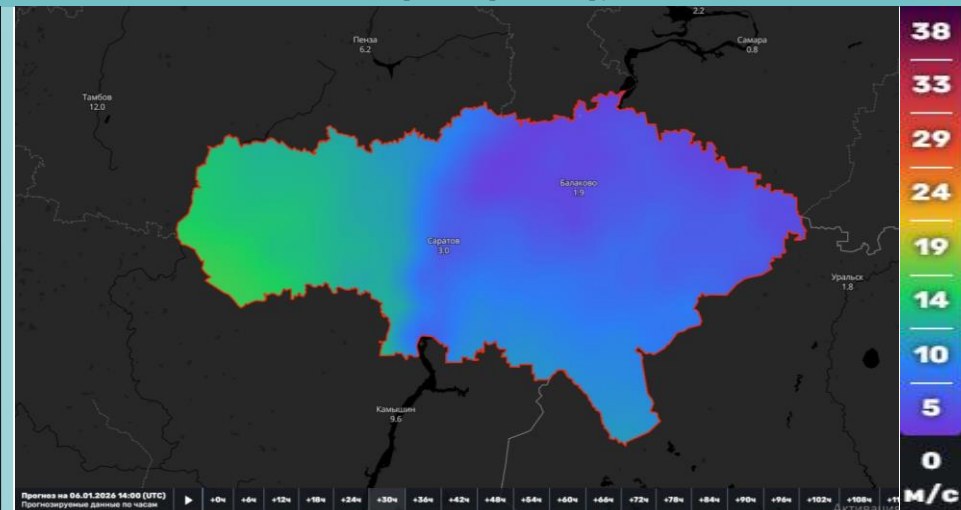 2.2
Пенза
6.2
Самара
0.8
Тамбов
12.0
Балаково
1.9
Саратов
3.0
Уральск
1.8
Камышин
9.6
38
33
29
24
19
14
10
5
0
м/с
Прогноз на 06.01.2026 14:00 (UTC)
Прогнозируемые данные по часам
+0ч +6ч +12ч +18ч +24ч +30ч +36ч +42ч +48ч +54ч +60ч +66ч +72ч +78ч +84ч +90ч +96ч +102ч +108ч